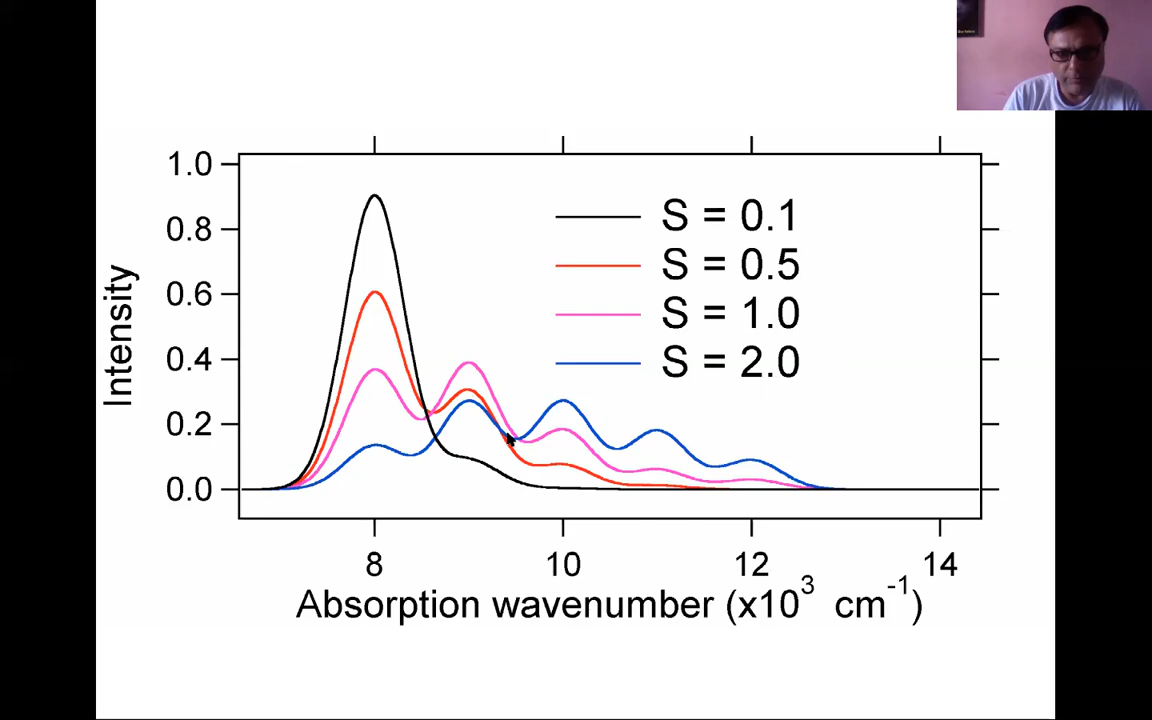 1.0
0.8
0.6
0.4
0.2
0.0
Intensity
S = 0.1
S = 0.5
S = 1.0
S = 2.0
8 10 12 14
Absorption wavenumber (x10³ cm⁻¹)